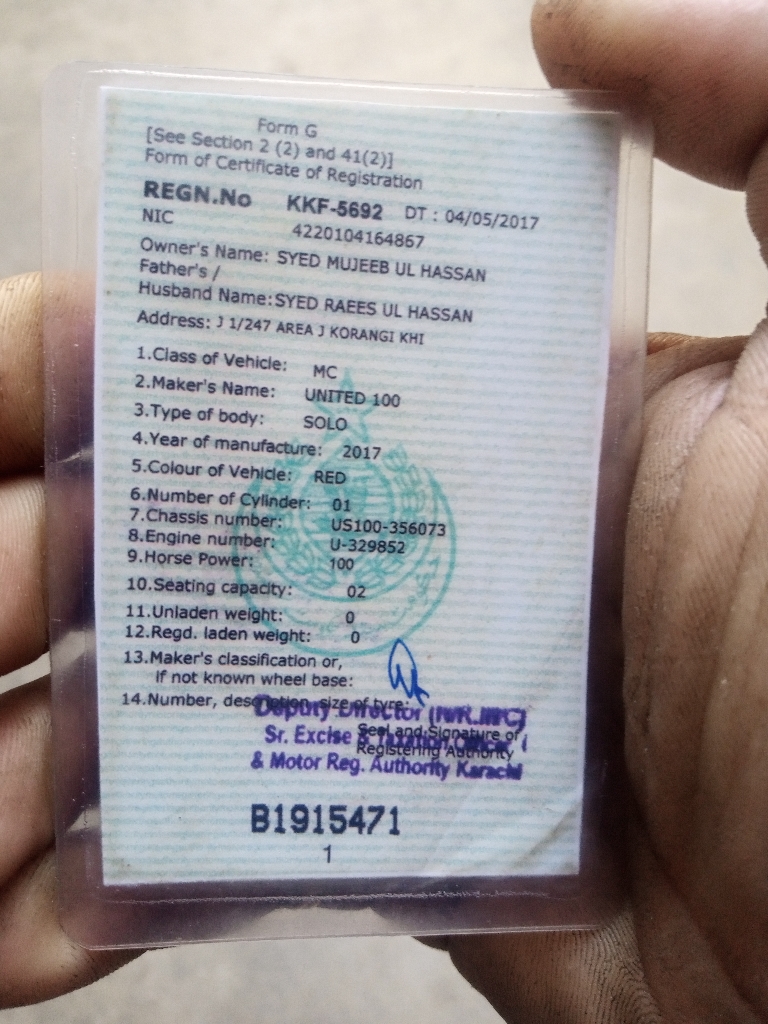 Form G
[See Section 2 (2) and 41(2)]
Form of Certificate of Registration
REGN.No KKF-5692 DT : 04/05/2017
NIC 4220104164867
Owner's Name: SYED MUJEEB UL HASSAN
Father's /
Husband Name:SYED RAEES UL HASSAN
Address: J 1/247 AREA J KORANGI KHI
1.Class of Vehicle: MC
2.Maker's Name: UNITED 100
3.Type of body: SOLO
4.Year of manufacture: 2017
5.Colour of Vehicle: RED
6.Number of Cylinder: 01
7.Chassis number: US100-356073
8.Engine number: U-329852
9.Horse Power: 100
10.Seating capacity: 02
11.Unladen weight: 0
12.Regd. laden weight: 0
13.Maker's classification or,
if not known wheel base:
14.Number, description, size of tyre:
Deputy Director
Seal and Signature of
Sr. Excise & Taxation Officer
Registering Authority
& Motor Reg. Authority Karachi
B1915471
1